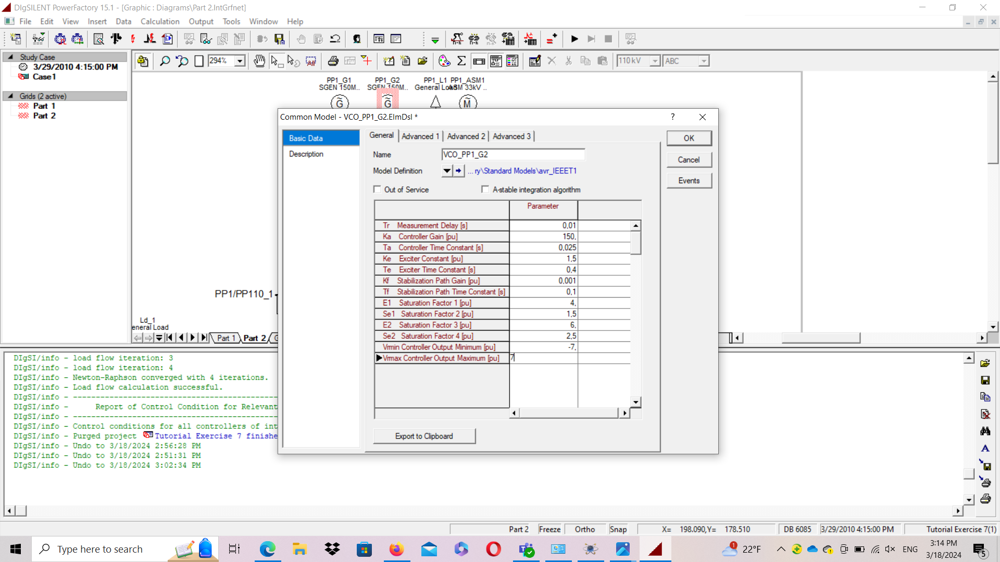 DIgSILENT PowerFactory 15.1 - [Graphic : Diagrams\Part 2.IntGrfnet]
File Edit View Insert Data Calculation Output Tools Window Help
Study Case
3/29/2010 4:15:00 PM
Case1
Grids (2 active)
Part 1
Part 2
294%
110 kV
ABC
PP1_G1
SGEN 150M..
PP1_G2
SGEN 150M..
PP1_L1
General Load
PP1_ASM1
ASM 33kV ..
G
G
M
PP1/PP110_1
Ld_1
eneral Load
Part 1
Part 2
Common Model - VCO_PP1_G2.ElmDsl *
?
Basic Data
Description
General Advanced 1 Advanced 2 Advanced 3
Name VCO_PP1_G2
Model Definition ... ry\Standard Models\avr_IEEET1
Out of Service A-stable integration algorithm
Parameter
Tr Measurement Delay [s] 0,01
Ka Controller Gain [pu] 150,
Ta Controller Time Constant [s] 0,025
Ke Exciter Constant [pu] 1,5
Te Exciter Time Constant [s] 0,4
Kf Stabilization Path Gain [pu] 0,001
Tf Stabilization Path Time Constant [s] 0,1
E1 Saturation Factor 1 [pu] 4,
Se1 Saturation Factor 2 [pu] 1,5
E2 Saturation Factor 3 [pu] 6,
Se2 Saturation Factor 4 [pu] 2,5
Vmin Controller Output Minimum [pu] -7,
Vmax Controller Output Maximum [pu] 7
Export to Clipboard
OK
Cancel
Events
DIgSI/info - load flow iteration: 3
DIgSI/info - load flow iteration: 4
DIgSI/info - Newton-Raphson converged with 4 iterations.
DIgSI/info - Load flow calculation successful.
DIgSI/info - -------------------------------------------
DIgSI/info - Report of Control Condition for Relevant
DIgSI/info - -------------------------------------------
DIgSI/info - Control conditions for all controllers of int
DIgSI/info - Purged project Tutorial Exercise 7 finishe
DIgSI/info - Undo to 3/18/2024 2:56:28 PM
DIgSI/info - Undo to 3/18/2024 2:51:31 PM
DIgSI/info - Undo to 3/18/2024 3:02:34 PM
Part 2 Freeze Ortho Snap X= 198.090,Y= 178.510 DB 6085 3/29/2010 4:15:00 PM Tutorial Exercise 7(1)
Type here to search
1
22°F
ENG
3:14 PM
3/18/2024
5